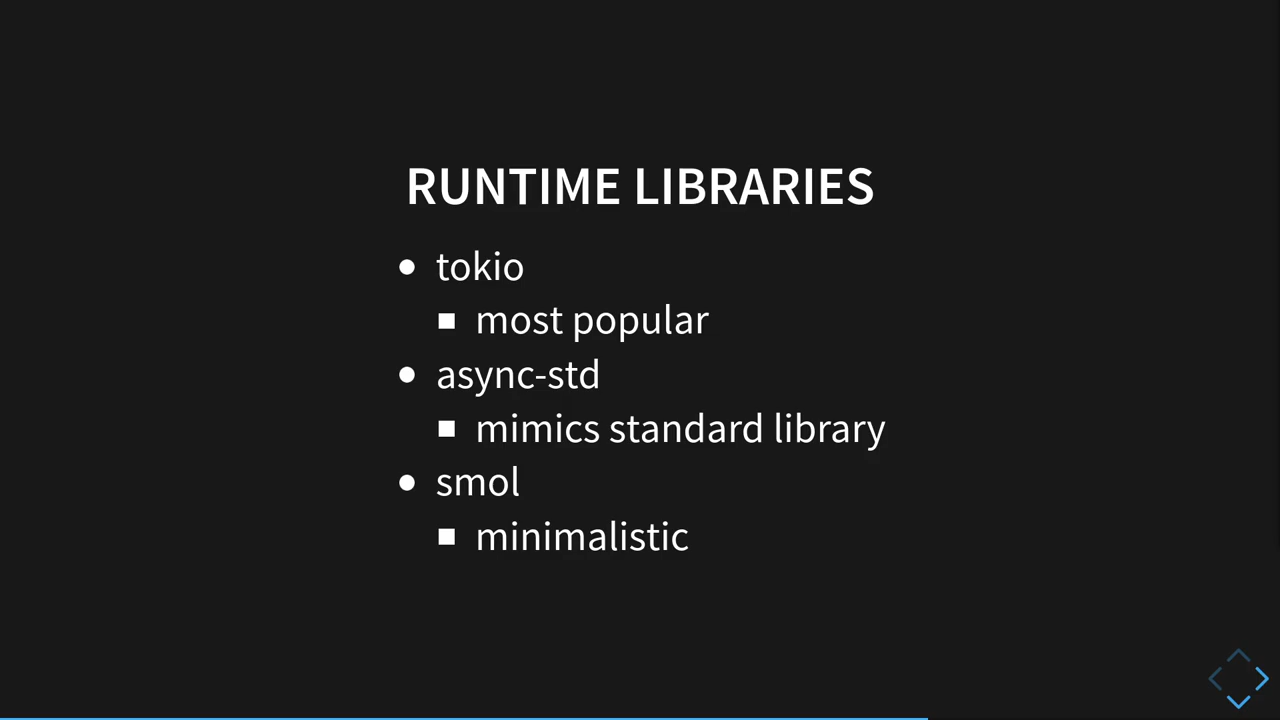 RUNTIME LIBRARIES
tokio
most popular
async-std
mimics standard library
smol
minimalistic